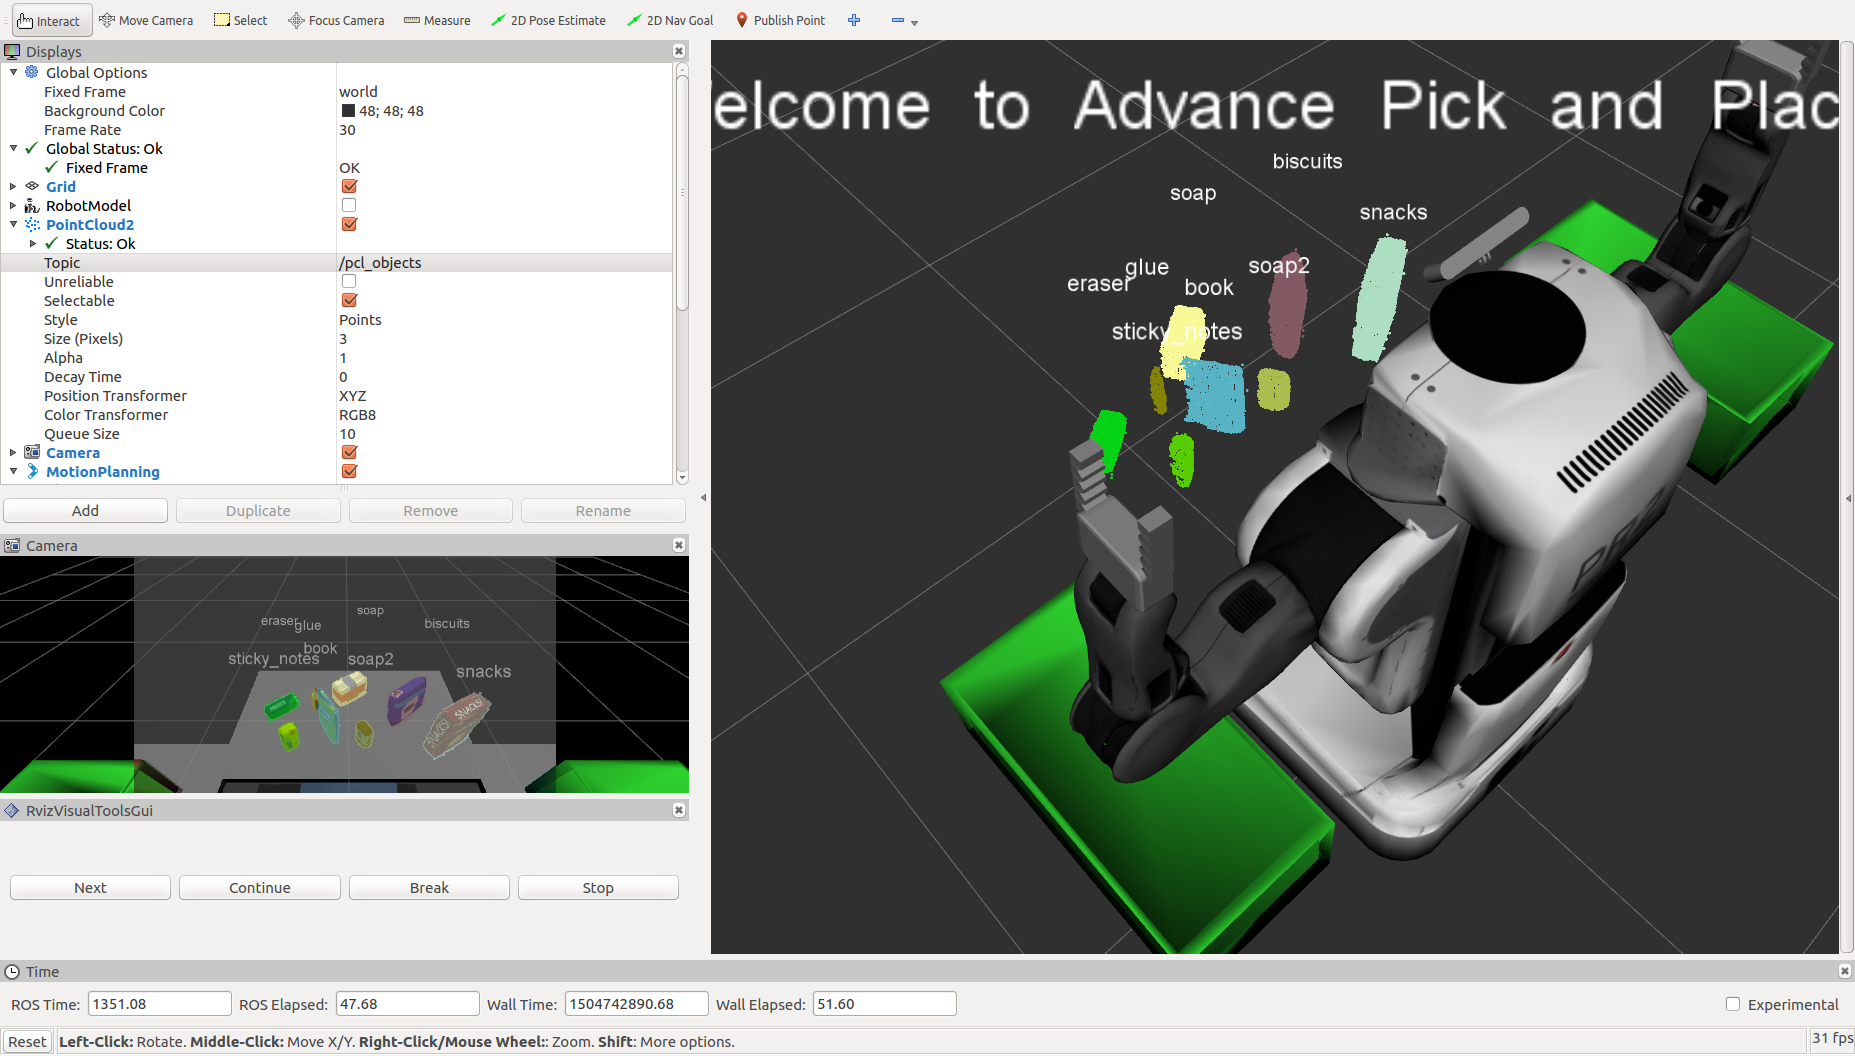 Interact Move Camera Select Focus Camera Measure 2D Pose Estimate 2D Nav Goal Publish Point
Displays
Global Options
Fixed Frame world
Background Color 48; 48; 48
Frame Rate 30
Global Status: Ok
Fixed Frame OK
Grid
RobotModel
PointCloud2
Status: Ok
Topic /pcl_objects
Unreliable
Selectable
Style Points
Size (Pixels) 3
Alpha 1
Decay Time 0
Position Transformer XYZ
Color Transformer RGB8
Queue Size 10
Camera
MotionPlanning
Add Duplicate Remove Rename
Camera
soap
eraser
glue
biscuits
book
sticky_notes
soap2
snacks
SNACKS
SNACKS
RvizVisualToolsGui
Next Continue Break Stop
elcome to Advance Pick and Plac
biscuits
soap
snacks
glue
soap2
eraser
book
sticky_notes
Time
ROS Time: 1351.08 ROS Elapsed: 47.68 Wall Time: 1504742890.68 Wall Elapsed: 51.60 Experimental
Reset Left-Click: Rotate. Middle-Click: Move X/Y. Right-Click/Mouse Wheel:: Zoom. Shift: More options. 31 fps